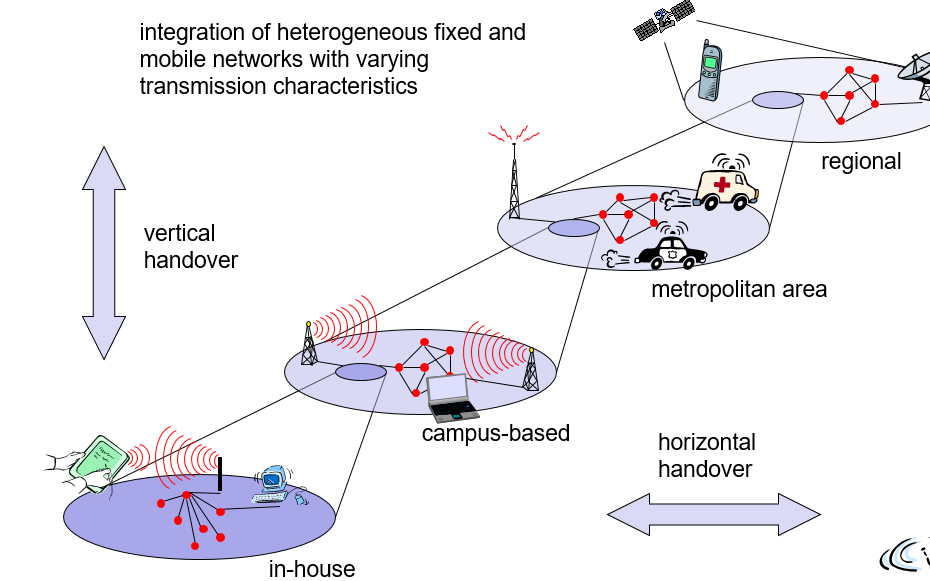 integration of heterogeneous fixed and
mobile networks with varying
transmission characteristics
regional
vertical
handover
metropolitan area
campus-based
horizontal
handover
in-house